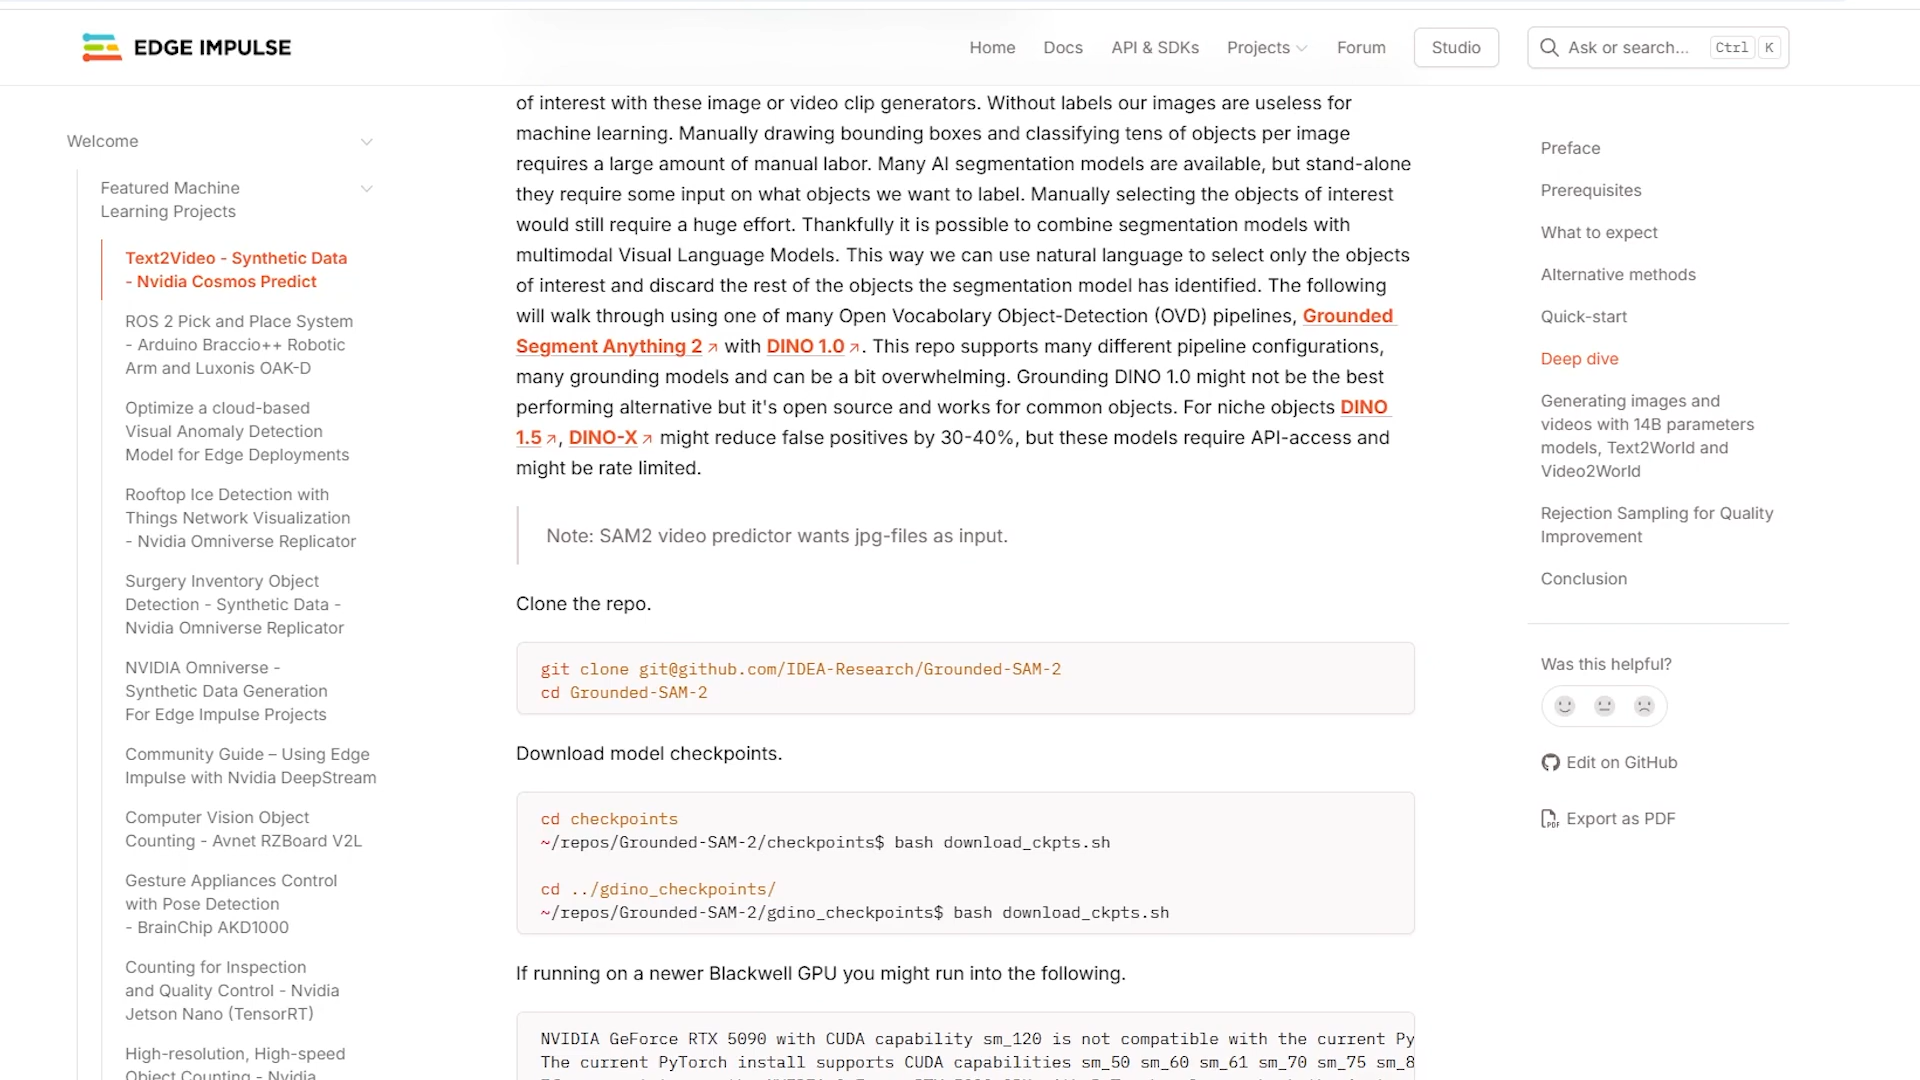 EDGE IMPULSE
Home Docs API & SDKs Projects Forum Studio Ask or search... Ctrl K
Welcome
Featured Machine
Learning Projects
Text2Video - Synthetic Data
- Nvidia Cosmos Predict
ROS 2 Pick and Place System
- Arduino Braccio++ Robotic
Arm and Luxonis OAK-D
Optimize a cloud-based
Visual Anomaly Detection
Model for Edge Deployments
Rooftop Ice Detection with
Things Network Visualization
- Nvidia Omniverse Replicator
Surgery Inventory Object
Detection - Synthetic Data -
Nvidia Omniverse Replicator
NVIDIA Omniverse -
Synthetic Data Generation
For Edge Impulse Projects
Community Guide – Using Edge
Impulse with Nvidia DeepStream
Computer Vision Object
Counting - Avnet RZBoard V2L
Gesture Appliances Control
with Pose Detection
- BrainChip AKD1000
Counting for Inspection
and Quality Control - Nvidia
Jetson Nano (TensorRT)
High-resolution, High-speed
Object Counting - Nvidia
of interest with these image or video clip generators. Without labels our images are useless for
machine learning. Manually drawing bounding boxes and classifying tens of objects per image
requires a large amount of manual labor. Many AI segmentation models are available, but stand-alone
they require some input on what objects we want to label. Manually selecting the objects of interest
would still require a huge effort. Thankfully it is possible to combine segmentation models with
multimodal Visual Language Models. This way we can use natural language to select only the objects
of interest and discard the rest of the objects the segmentation model has identified. The following
will walk through using one of many Open Vocabolary Object-Detection (OVD) pipelines, Grounded
Segment Anything 2 with DINO 1.0. This repo supports many different pipeline configurations,
many grounding models and can be a bit overwhelming. Grounding DINO 1.0 might not be the best
performing alternative but it's open source and works for common objects. For niche objects DINO
1.5, DINO-X might reduce false positives by 30-40%, but these models require API-access and
might be rate limited.
Note: SAM2 video predictor wants jpg-files as input.
Clone the repo.
git clone git@github.com/IDEA-Research/Grounded-SAM-2
cd Grounded-SAM-2
Download model checkpoints.
cd checkpoints
~/repos/Grounded-SAM-2/checkpoints$ bash download_ckpts.sh
cd ../gdino_checkpoints/
~/repos/Grounded-SAM-2/gdino_checkpoints$ bash download_ckpts.sh
If running on a newer Blackwell GPU you might run into the following.
NVIDIA GeForce RTX 5090 with CUDA capability sm_120 is not compatible with the current Py
The current PyTorch install supports CUDA capabilities sm_50 sm_60 sm_61 sm_70 sm_75 sm_8
Preface
Prerequisites
What to expect
Alternative methods
Quick-start
Deep dive
Generating images and
videos with 14B parameters
models, Text2World and
Video2World
Rejection Sampling for Quality
Improvement
Conclusion
Was this helpful?
Edit on GitHub
Export as PDF